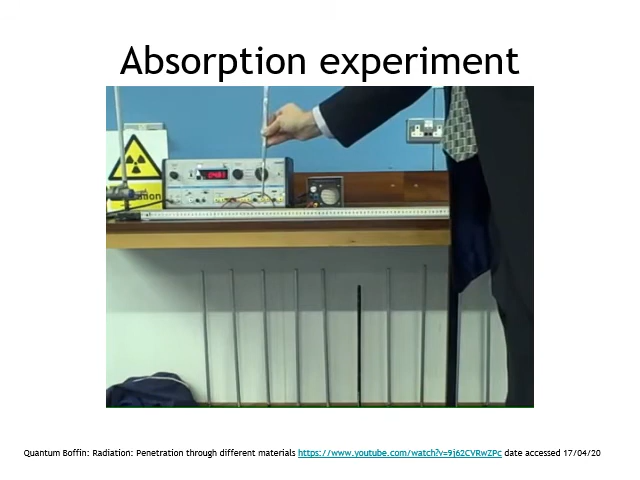 Absorption experiment
Quantum Boffin: Radiation: Penetration through different materials https://www.youtube.com/watch?v=9j62CVRwZPc date accessed 17/04/20